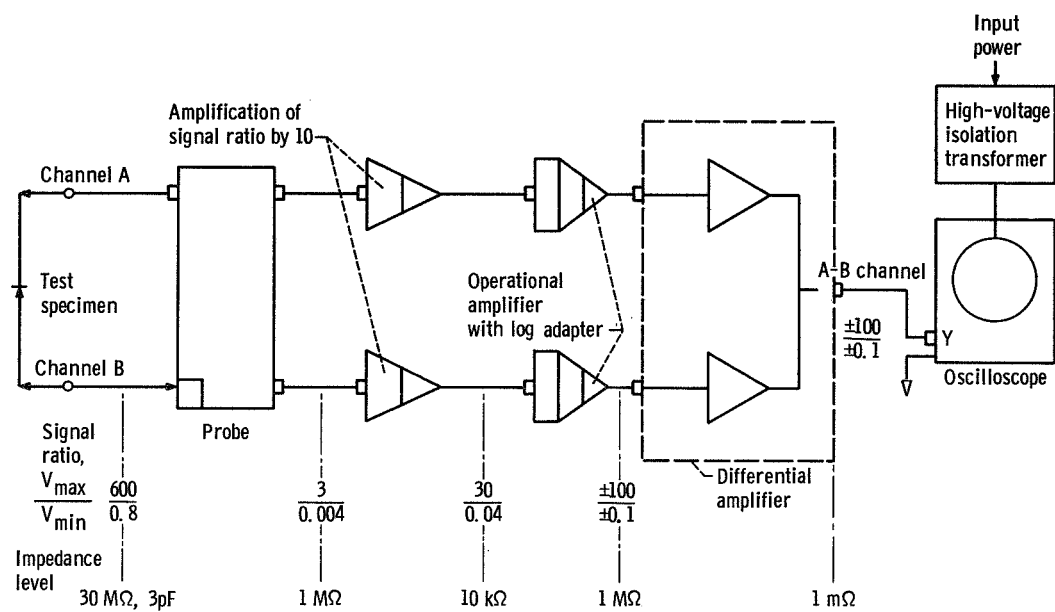 Input
power
High-voltage
isolation
transformer
Amplification of
signal ratio by 10
Channel A
Test
specimen
Operational
amplifier
with log adapter
A-B channel
±100
±0.1
Y
Oscilloscope
Channel B
Probe
Differential
amplifier
Signal
ratio,
Vmax
Vmin
600
0.8
3
0.004
30
0.04
±100
±0.1
Impedance
level
30 MΩ, 3pF
1 MΩ
10 kΩ
1 MΩ
1 mΩ